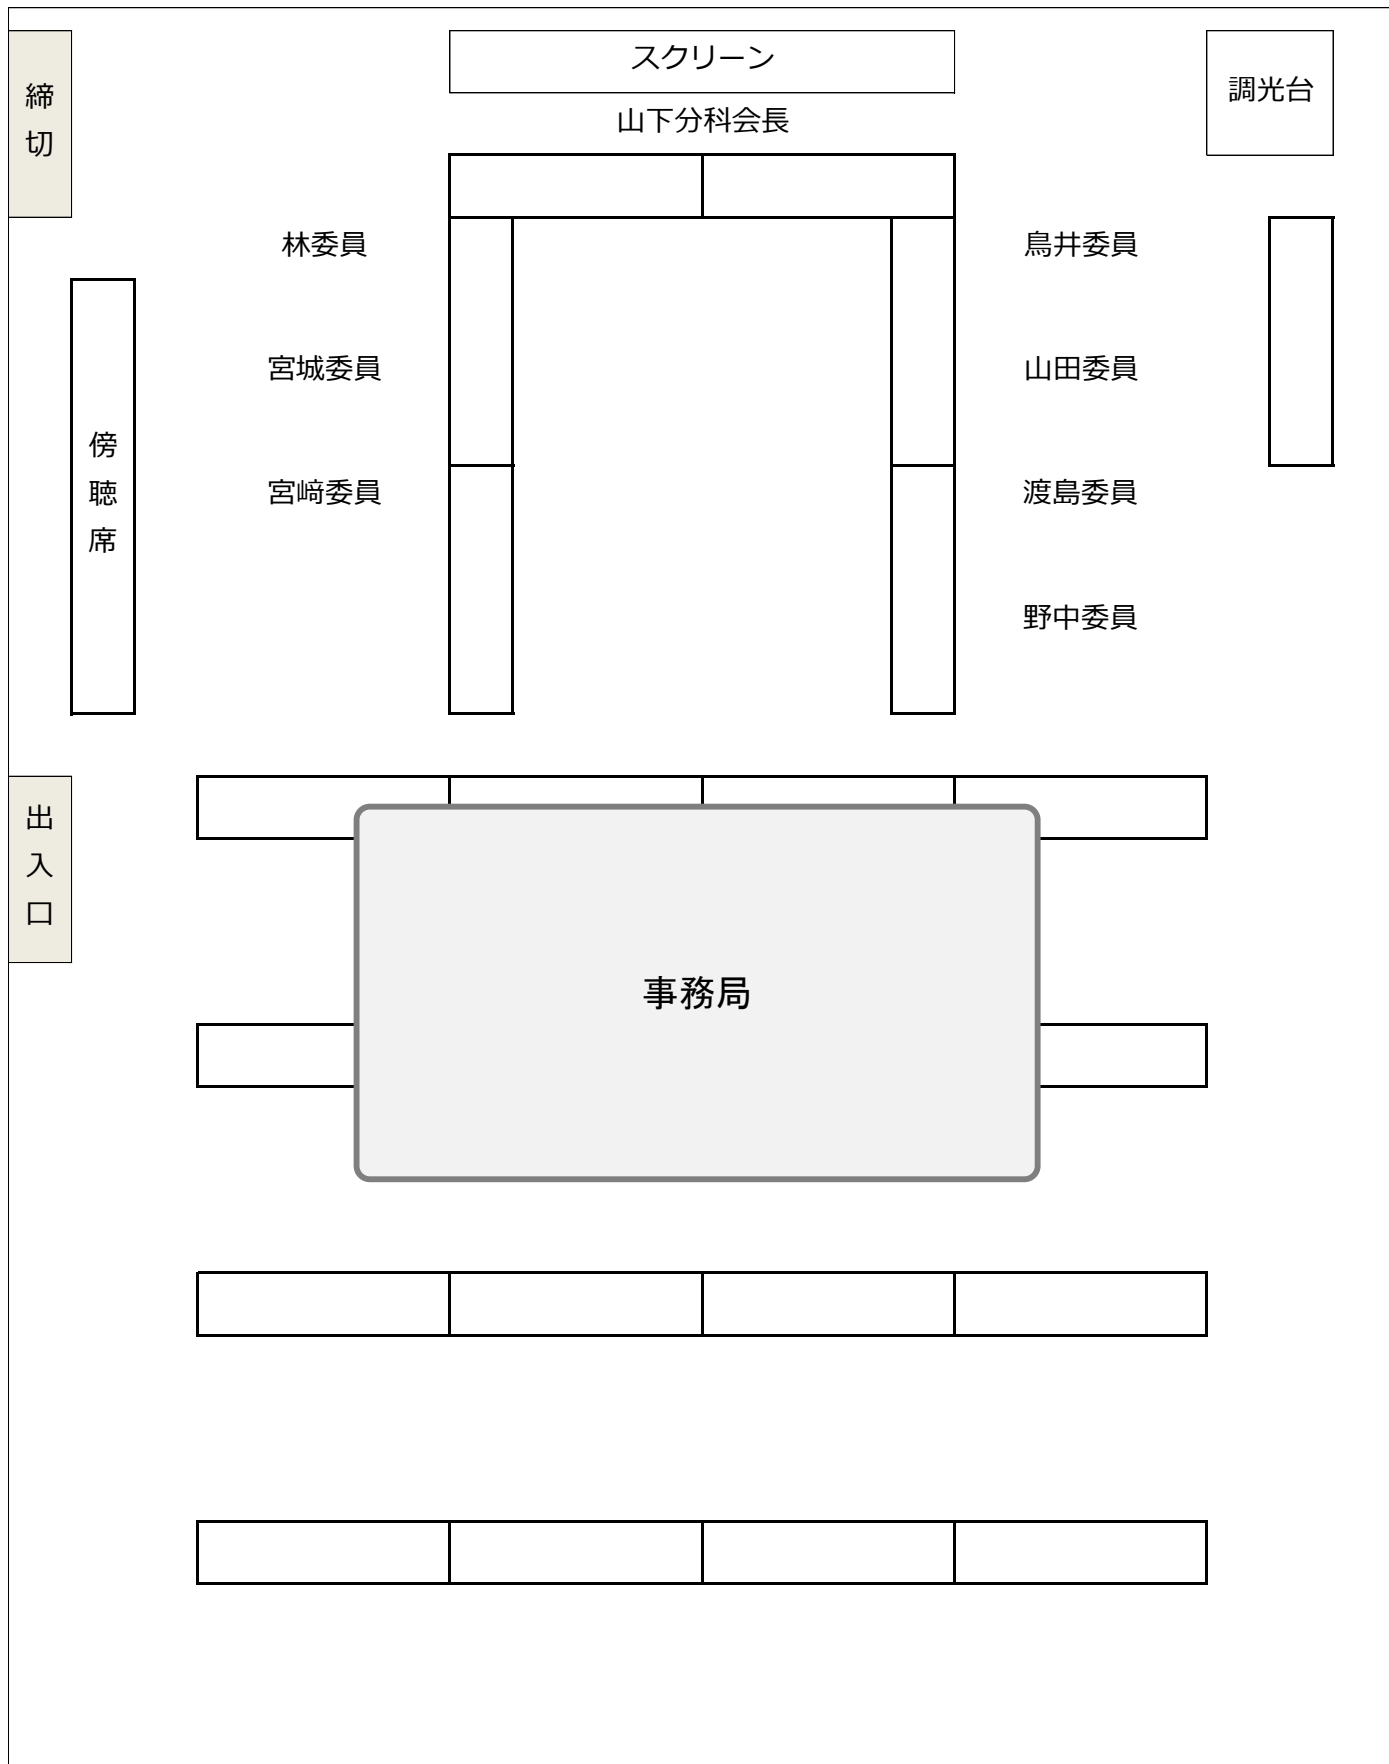 スクリーン
調光台
締切
山下分科会長
林委員
鳥井委員
宮城委員
山田委員
傍聴席
宮﨑委員
渡島委員
野中委員
出入口
事務局